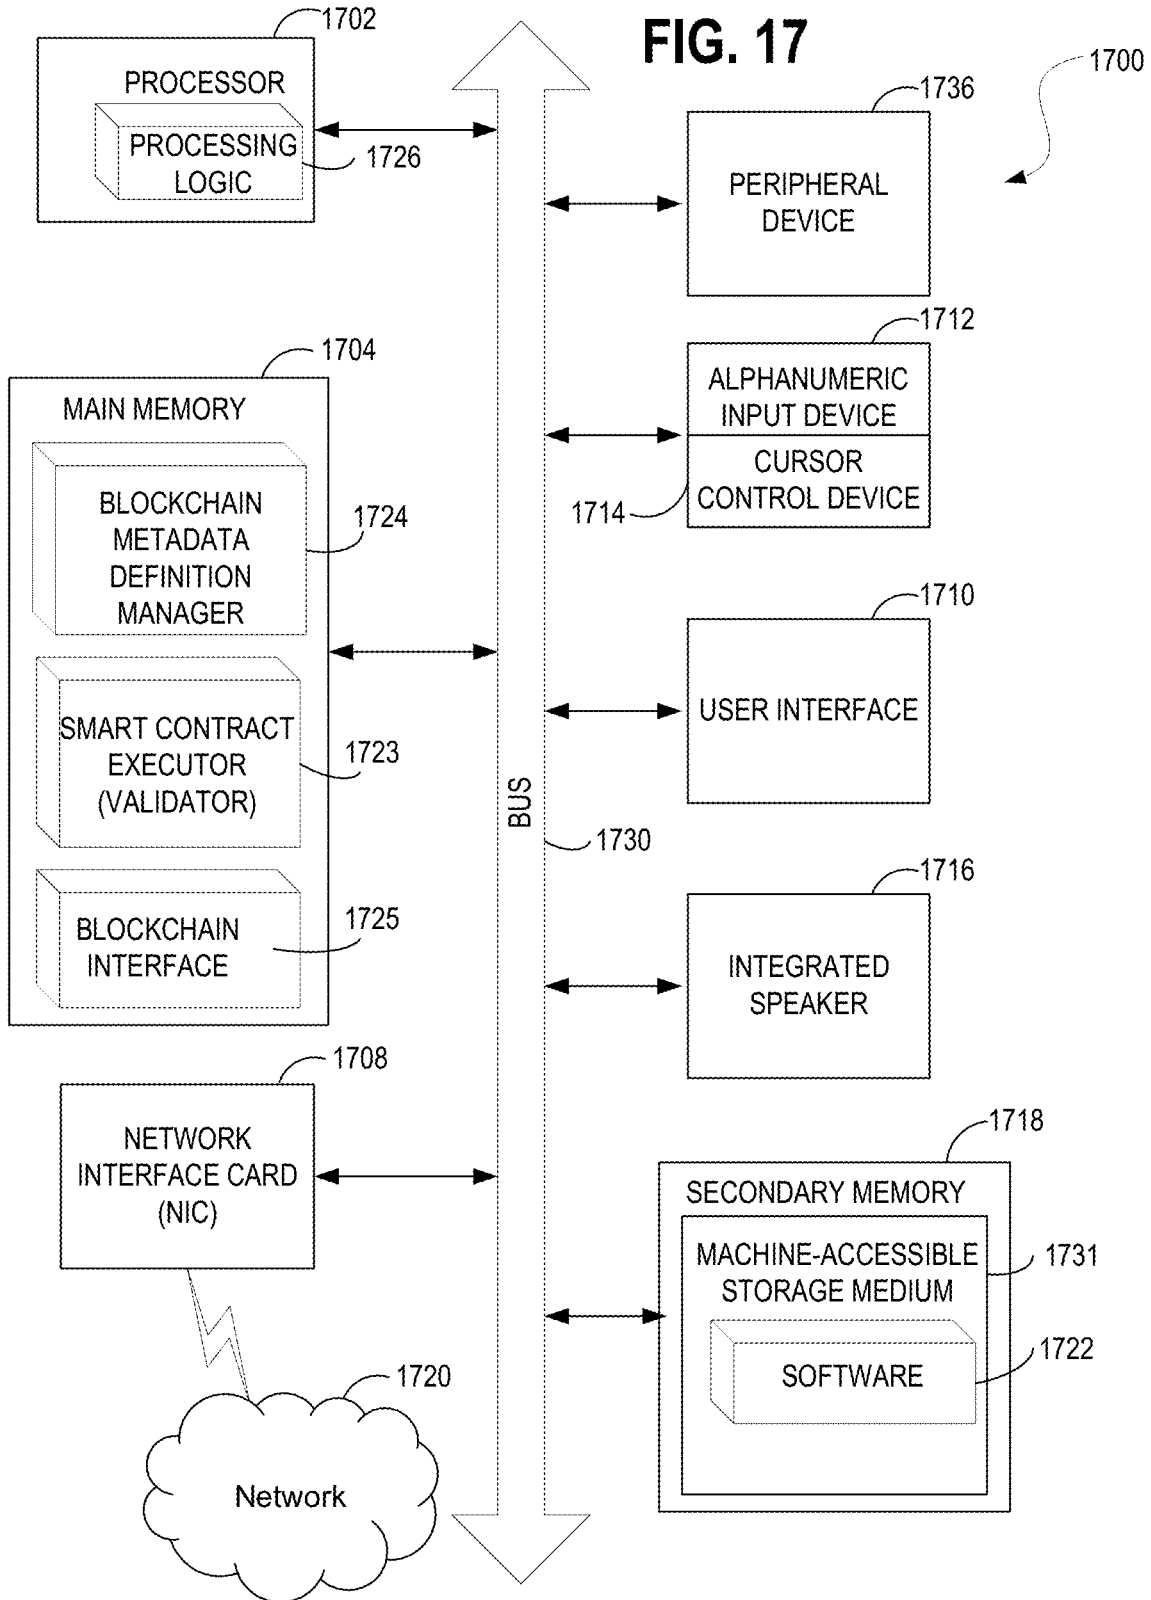 FIG. 17
1700
1702
PROCESSOR
PROCESSING
LOGIC
1726
1704
MAIN MEMORY
BLOCKCHAIN
METADATA
DEFINITION
MANAGER
1724
SMART CONTRACT
EXECUTOR
(VALIDATOR)
1723
BLOCKCHAIN
INTERFACE
1725
1708
NETWORK
INTERFACE CARD
(NIC)
1720
Network
BUS
1730
1736
PERIPHERAL
DEVICE
1712
ALPHANUMERIC
INPUT DEVICE
CURSOR
CONTROL DEVICE
1714
1710
USER INTERFACE
1716
INTEGRATED
SPEAKER
1718
SECONDARY MEMORY
MACHINE-ACCESSIBLE
STORAGE MEDIUM
1731
SOFTWARE
1722